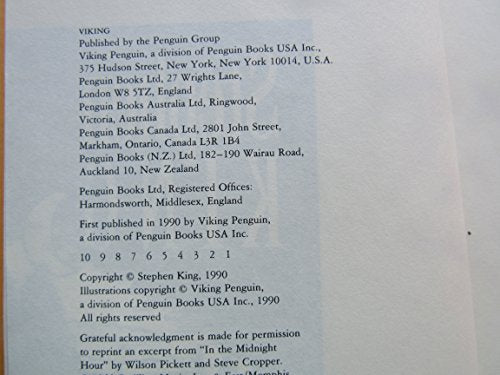 VIKING
Published by the Penguin Group
Viking Penguin, a division of Penguin Books USA Inc.,
375 Hudson Street, New York, New York 10014, U.S.A.
Penguin Books Ltd, 27 Wrights Lane,
London W8 5TZ, England
Penguin Books Australia Ltd, Ringwood,
Victoria, Australia
Penguin Books Canada Ltd, 2801 John Street,
Markham, Ontario, Canada L3R 1B4
Penguin Books (N.Z.) Ltd, 182–190 Wairau Road,
Auckland 10, New Zealand
Penguin Books Ltd, Registered Offices:
Harmondsworth, Middlesex, England
First published in 1990 by Viking Penguin,
a division of Penguin Books USA Inc.
10 9 8 7 6 5 4 3 2 1
Copyright © Stephen King, 1990
Illustrations copyright © Viking Penguin,
a division of Penguin Books USA Inc., 1990
All rights reserved
Grateful acknowledgment is made for permission
to reprint an excerpt from “In the Midnight
Hour” by Wilson Pickett and Steve Cropper.